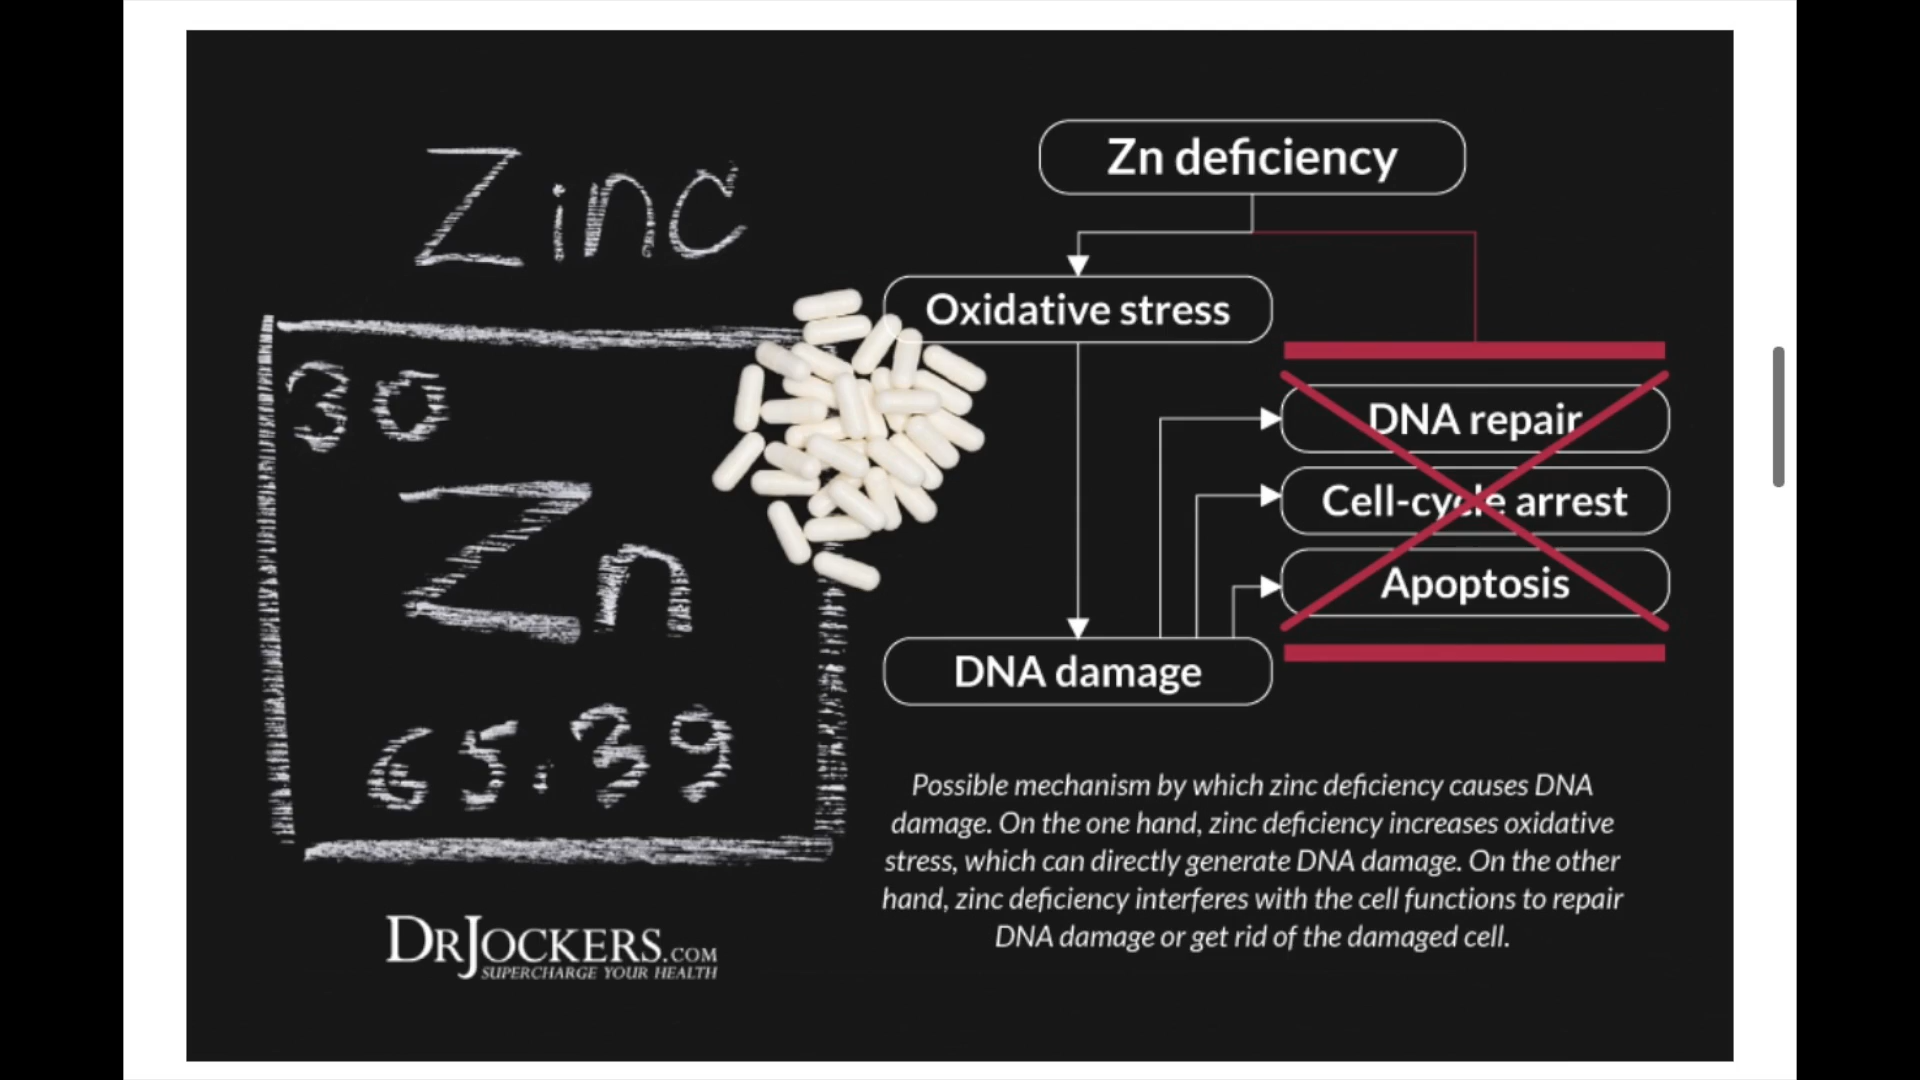 Zinc
30
Zn
65.39
DRJOCKERS.COM
SUPERCHARGE YOUR HEALTH
Zn deficiency
Oxidative stress
DNA repair
Cell-cycle arrest
Apoptosis
DNA damage
Possible mechanism by which zinc deficiency causes DNA
damage. On the one hand, zinc deficiency increases oxidative
stress, which can directly generate DNA damage. On the other
hand, zinc deficiency interferes with the cell functions to repair
DNA damage or get rid of the damaged cell.